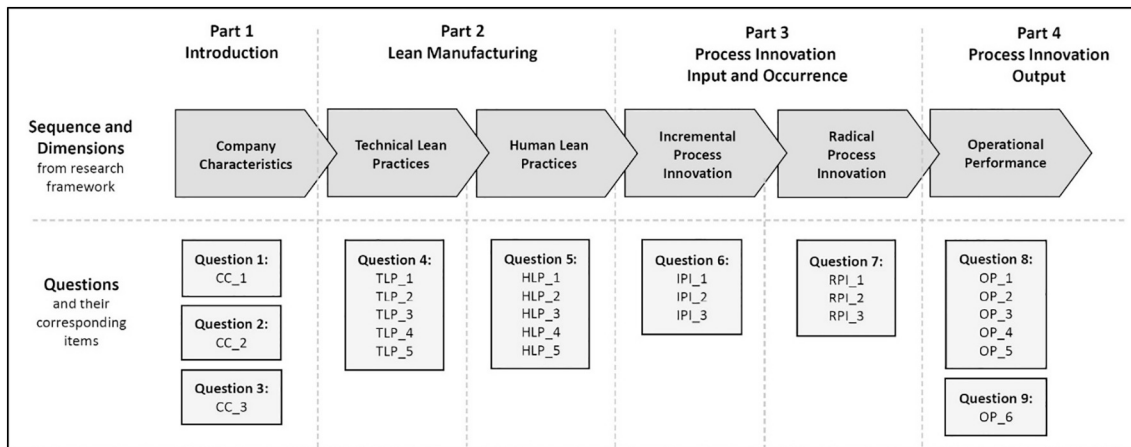 Part 1
Introduction
Part 2
Lean Manufacturing
Part 3
Process Innovation
Input and Occurrence
Part 4
Process Innovation
Output
Sequence and
Dimensions
from research
framework
Company
Characteristics
Technical Lean
Practices
Human Lean
Practices
Incremental
Process
Innovation
Radical
Process
Innovation
Operational
Performance
Questions
and their
corresponding
items
Question 1:
CC_1
Question 2:
CC_2
Question 3:
CC_3
Question 4:
TLP_1
TLP_2
TLP_3
TLP_4
TLP_5
Question 5:
HLP_1
HLP_2
HLP_3
HLP_4
HLP_5
Question 6:
IPI_1
IPI_2
IPI_3
Question 7:
RPI_1
RPI_2
RPI_3
Question 8:
OP_1
OP_2
OP_3
OP_4
OP_5
Question 9:
OP_6